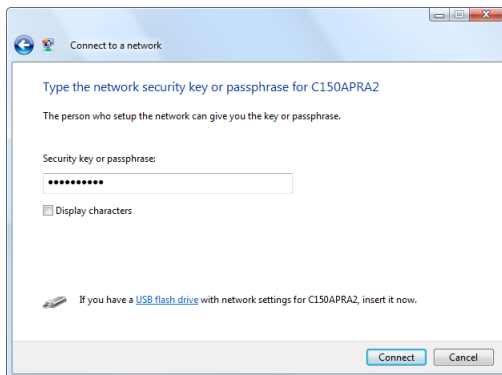 Connect to a network
Type the network security key or passphrase for C150APRA2
The person who setup the network can give you the key or passphrase.
Security key or passphrase:
••••••••••
Display characters
If you have a USB flash drive with network settings for C150APRA2, insert it now.
Connect Cancel